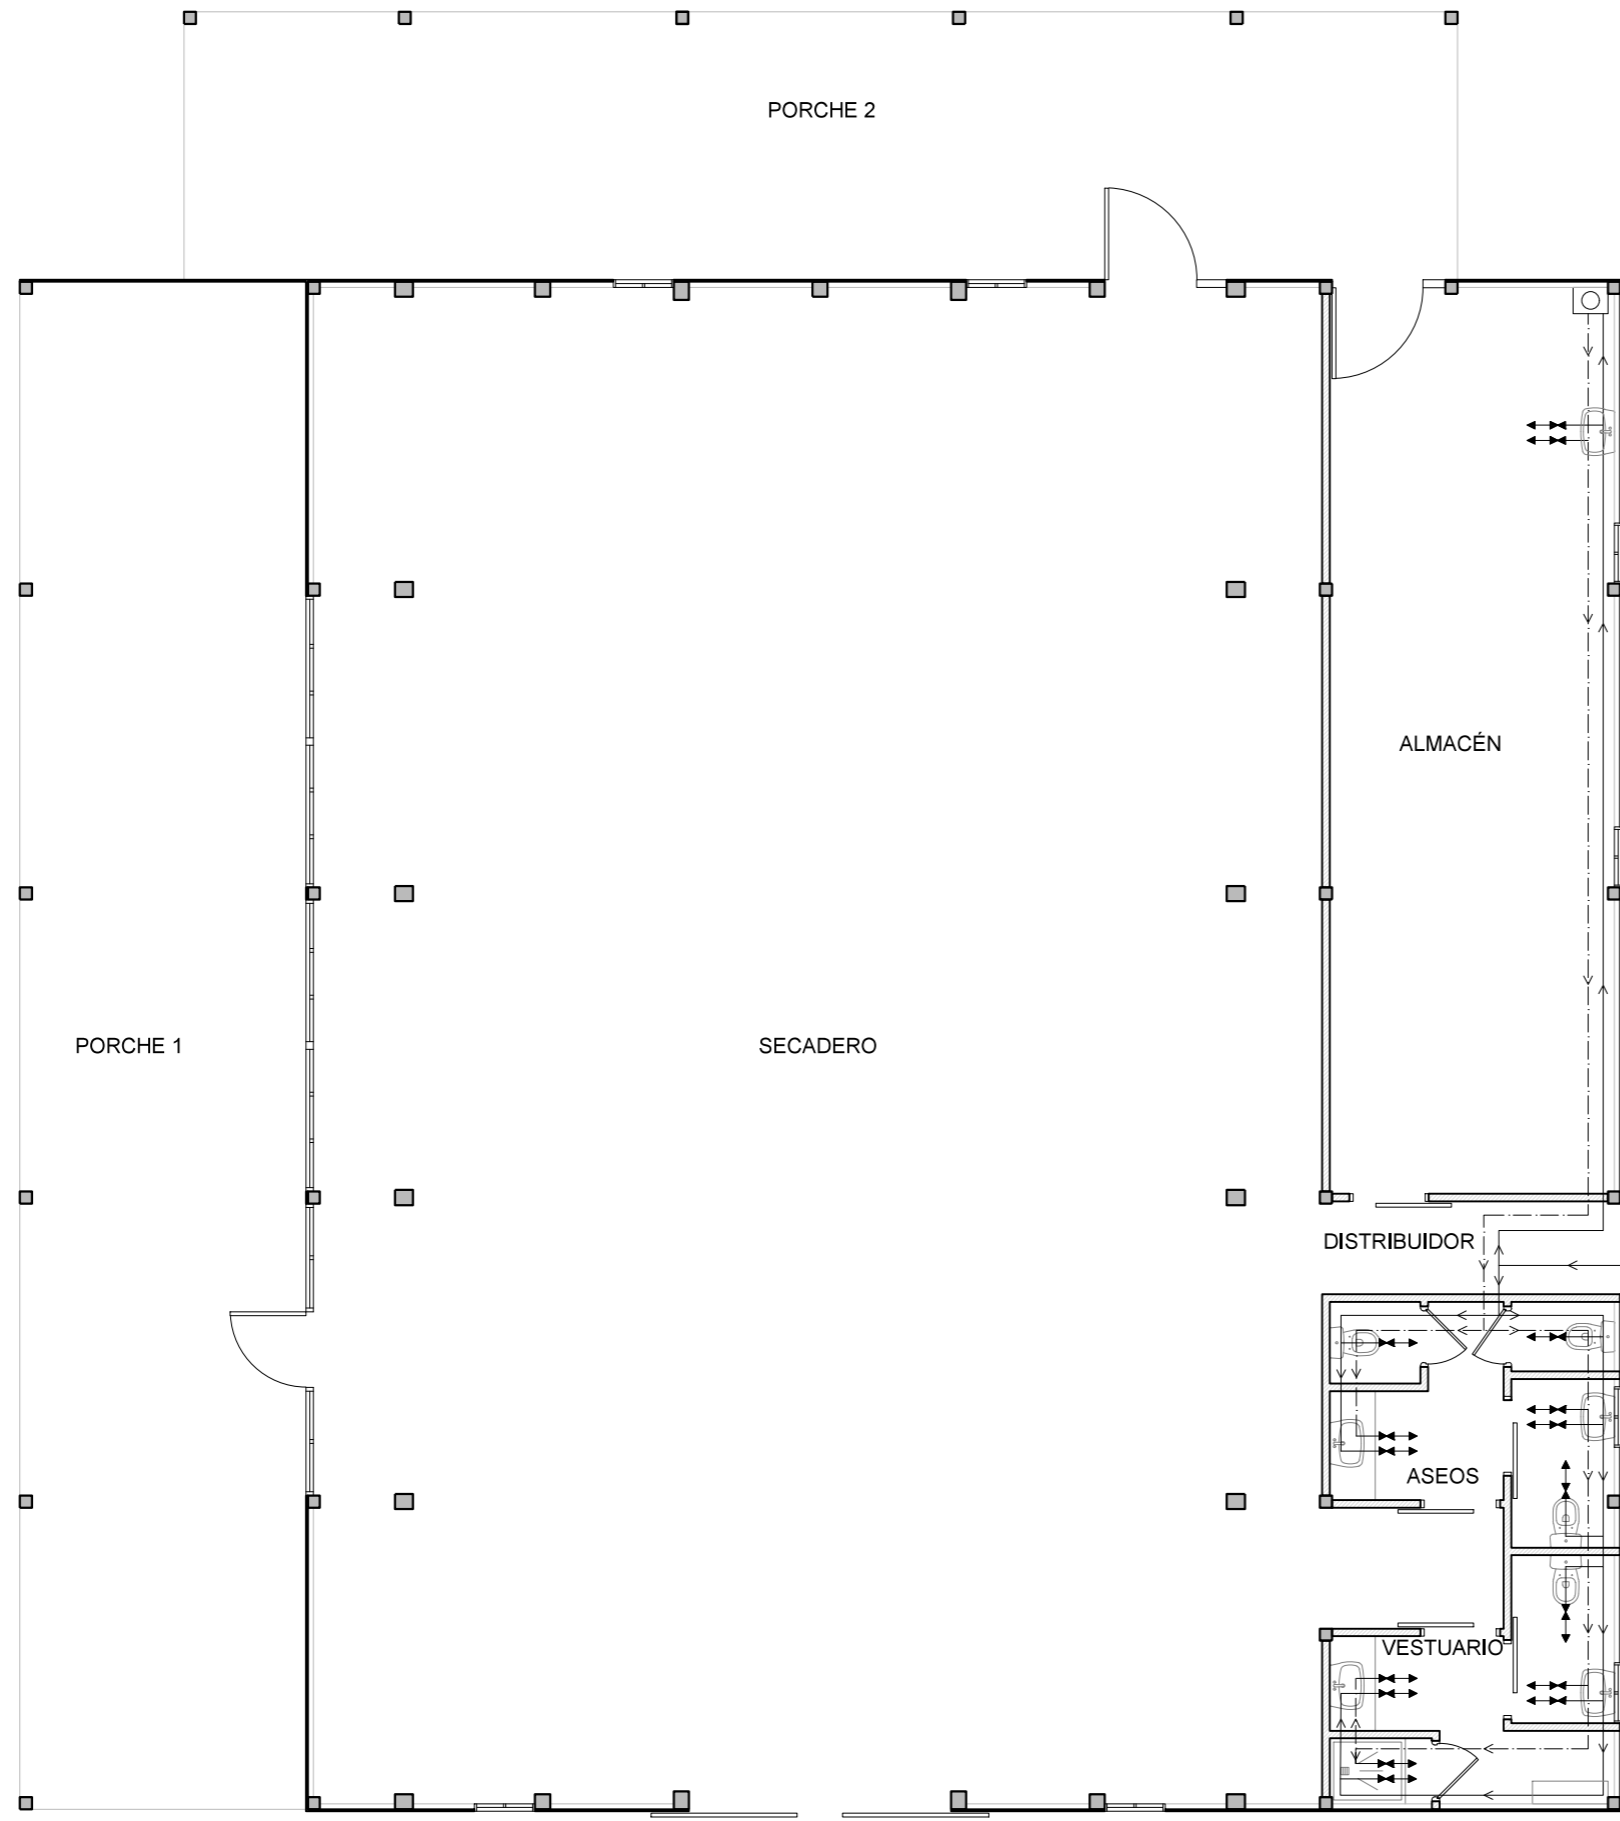 PORCHE 2
ALMACÉN
PORCHE 1
SECADERO
DISTRIBUIDOR
ASEOS
VESTUARIO